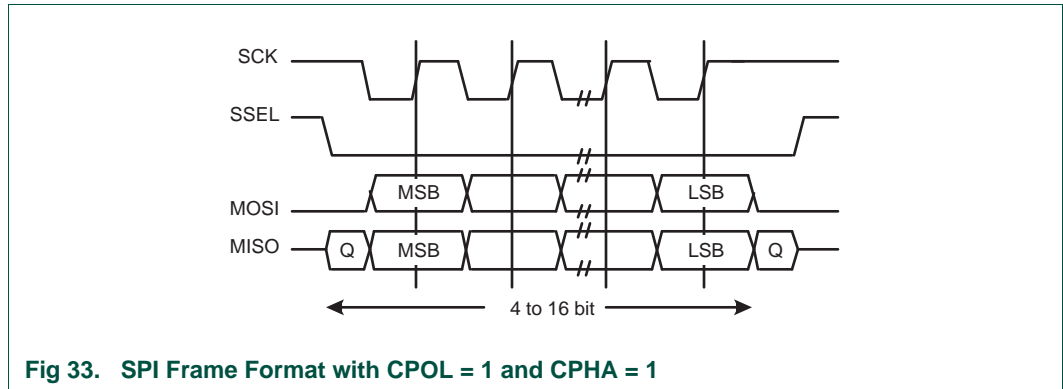 SCK
SSEL
MOSI MSB LSB
MISO Q MSB LSB Q
4 to 16 bit
Fig 33. SPI Frame Format with CPOL = 1 and CPHA = 1